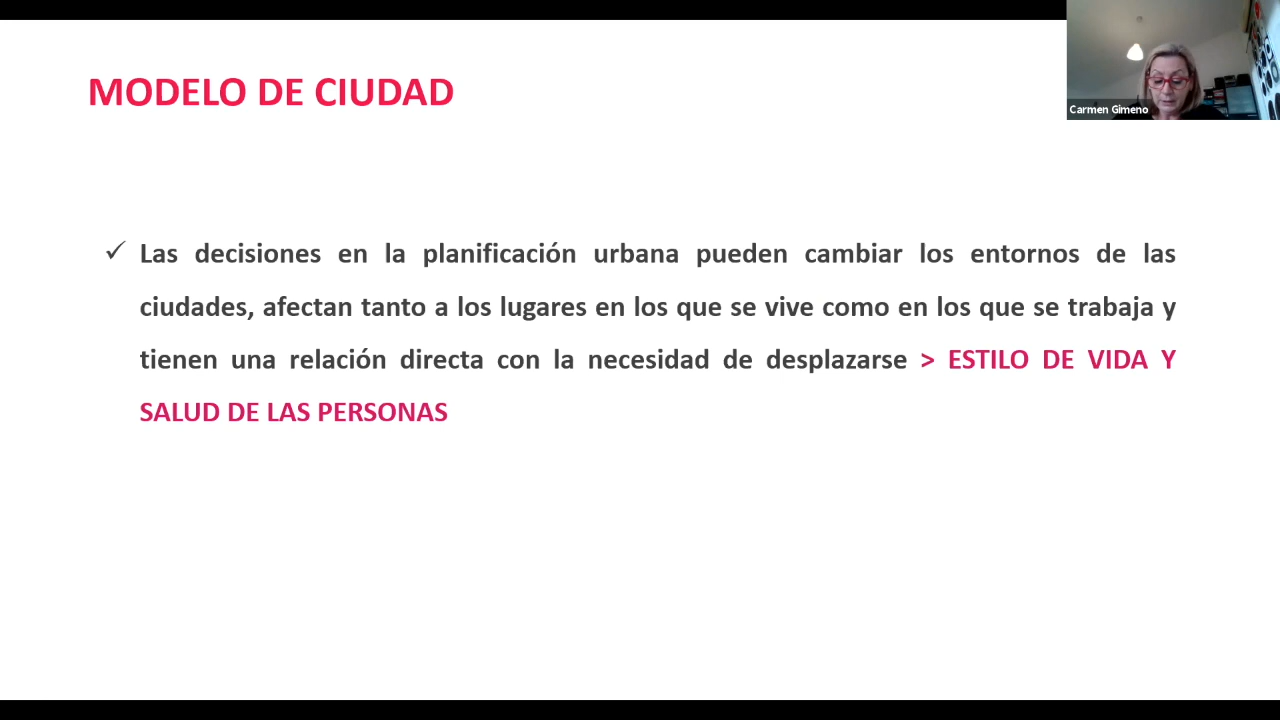 MODELO DE CIUDAD
Carmen Gimeno
✓ Las decisiones en la planificación urbana pueden cambiar los entornos de las
ciudades, afectan tanto a los lugares en los que se vive como en los que se trabaja y
tienen una relación directa con la necesidad de desplazarse > ESTILO DE VIDA Y
SALUD DE LAS PERSONAS